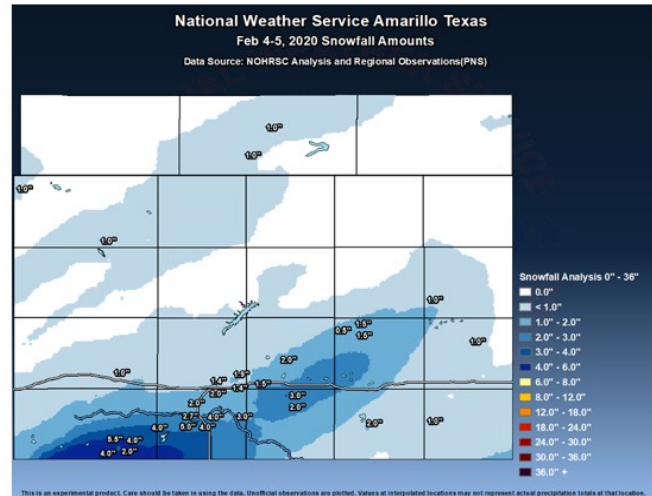 National Weather Service Amarillo Texas
Feb 4-5, 2020 Snowfall Amounts
Data Source: NOHRSC Analysis and Regional Observations(PNS)
1.0"
1.0"
1.0"
1.0"
1.0"
0.5" 1.5"
1.5"
1.0"
2.0"
1.0"
1.4" 1.9"
1.4" 1.5"
2.0"
3.0"
2.0"
2.0"
2.7" 4.0" 3.0"
2.0" 1.0"
4.0" 5.0" 4.0"
5.5" 4.0"
4.0" 2.0"
Snowfall Analysis 0" - 36"
0.0"
< 1.0"
1.0" - 2.0"
2.0" - 3.0"
3.0" - 4.0"
4.0" - 6.0"
6.0" - 8.0"
8.0" - 12.0"
12.0" - 18.0"
18.0" - 24.0"
24.0" - 30.0"
30.0" - 36.0"
36.0" +
This is an experimental product. Care should be taken in using the data. Unofficial observations are plotted. Values at interpolated locations may not represent actual precipitation totals at that location.